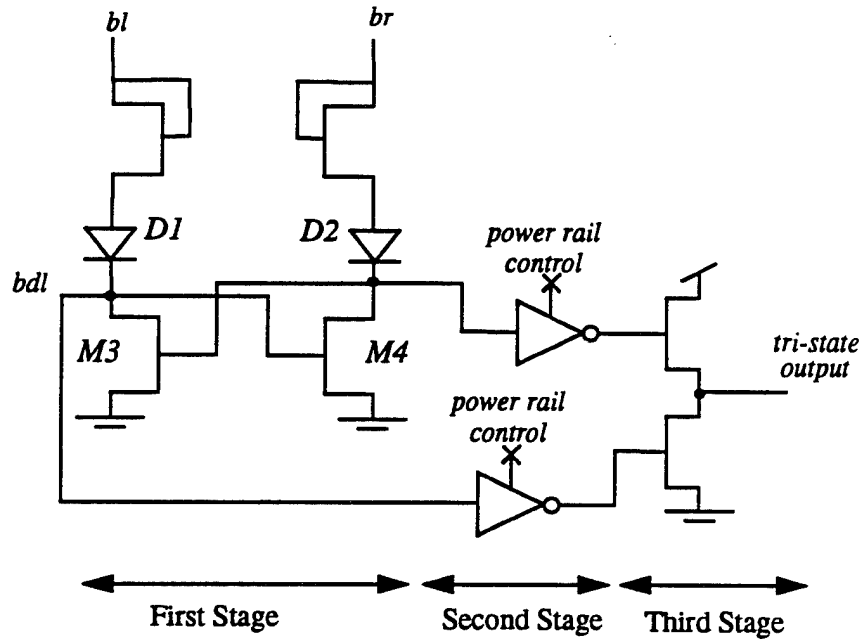 bl
br
D1
D2
power rail
control
bdl
M3
M4
tri-state
output
power rail
control
First Stage
Second Stage
Third Stage